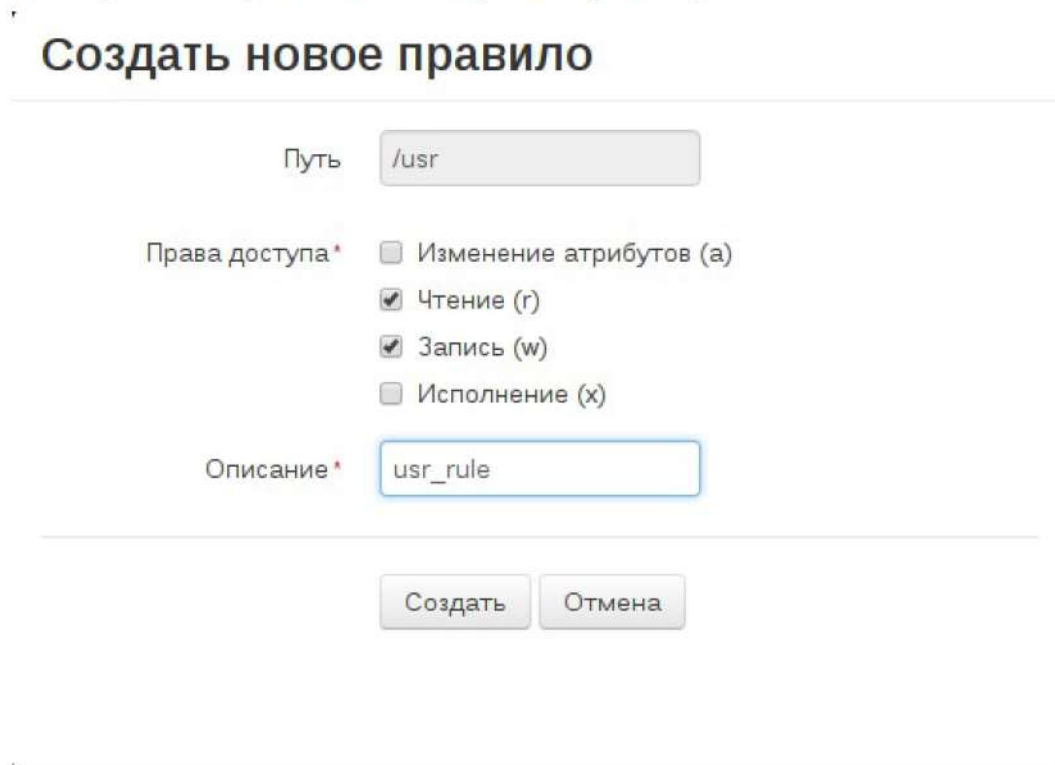 Создать новое правило
Путь /usr
Права доступа* Изменение атрибутов (a)
Чтение (r)
Запись (w)
Исполнение (x)
Описание* usr_rule
Создать Отмена